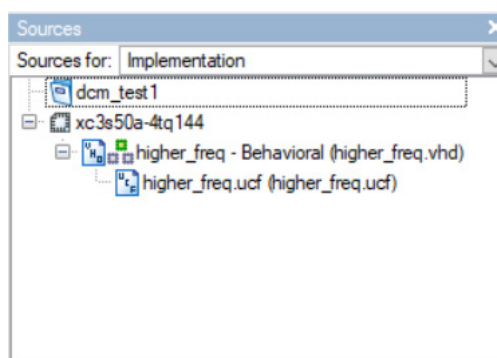 Sources
Sources for: Implementation
dcm_test1
xc3s50a-4tq144
higher_freq - Behavioral (higher_freq.vhd)
higher_freq.ucf (higher_freq.ucf)